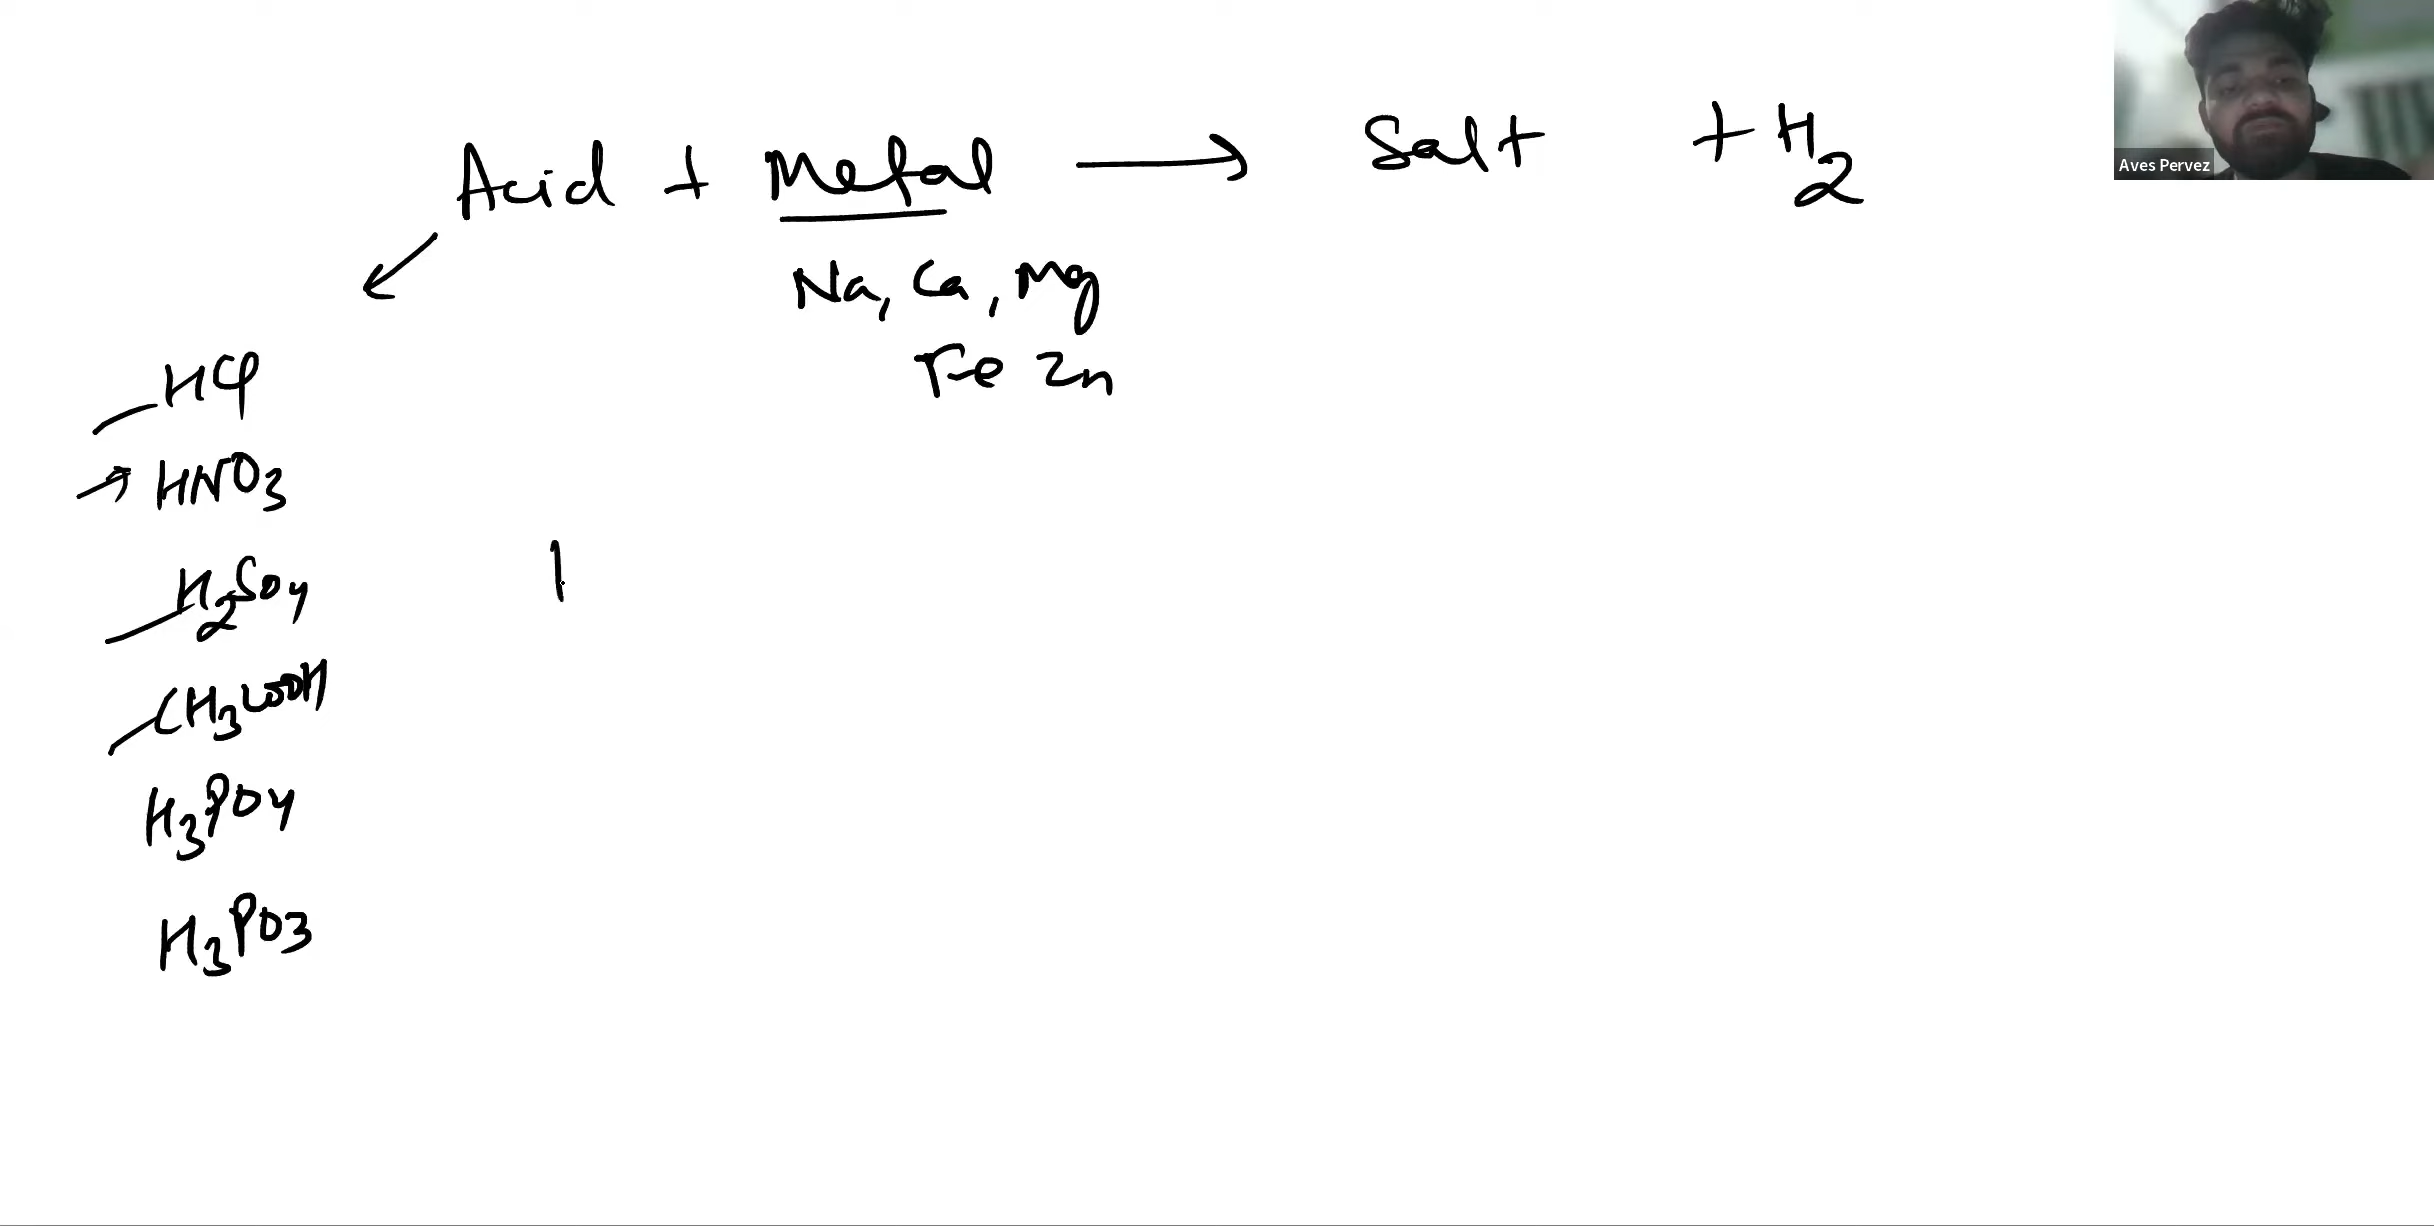 Acid + Metal → Salt + H2
Aves Pervez
Na, Ca, Mg
Fe Zn
HCl
HNO3
H2SO4
CH3COOH
H3PO4
H3PO3